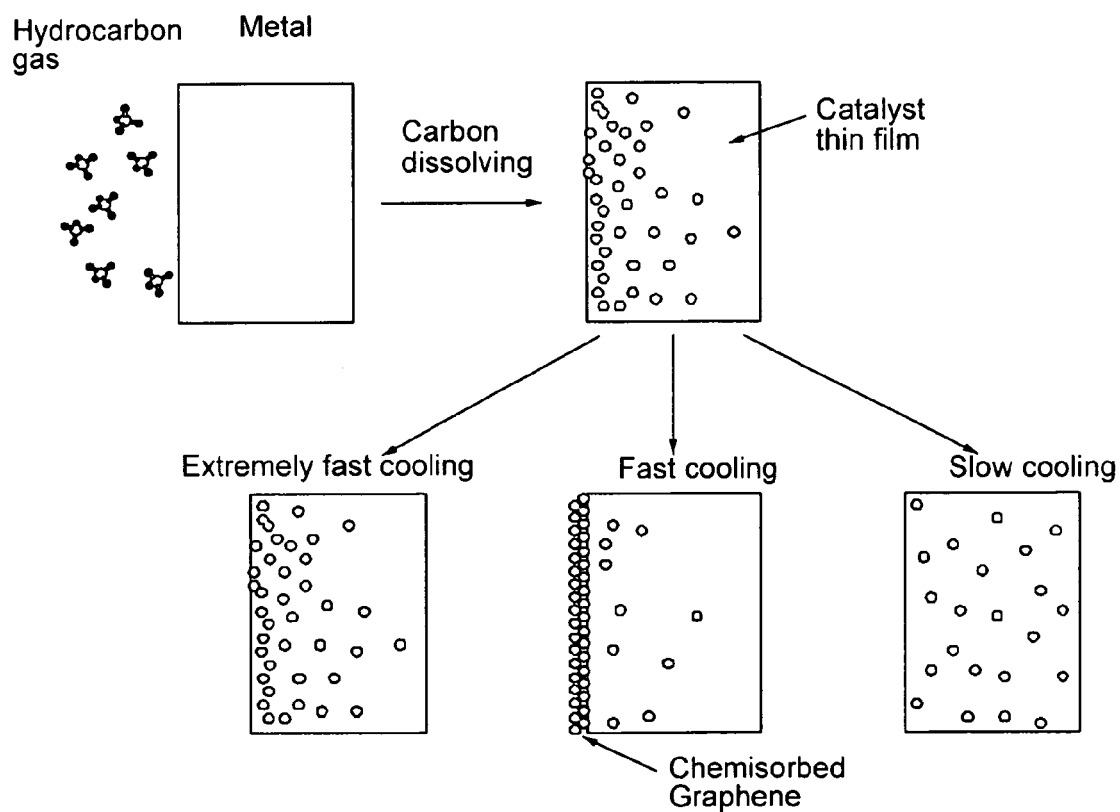 Hydrocarbon
gas
Metal
Carbon
dissolving
Catalyst
thin film
Extremely fast cooling
Fast cooling
Slow cooling
Chemisorbed
Graphene